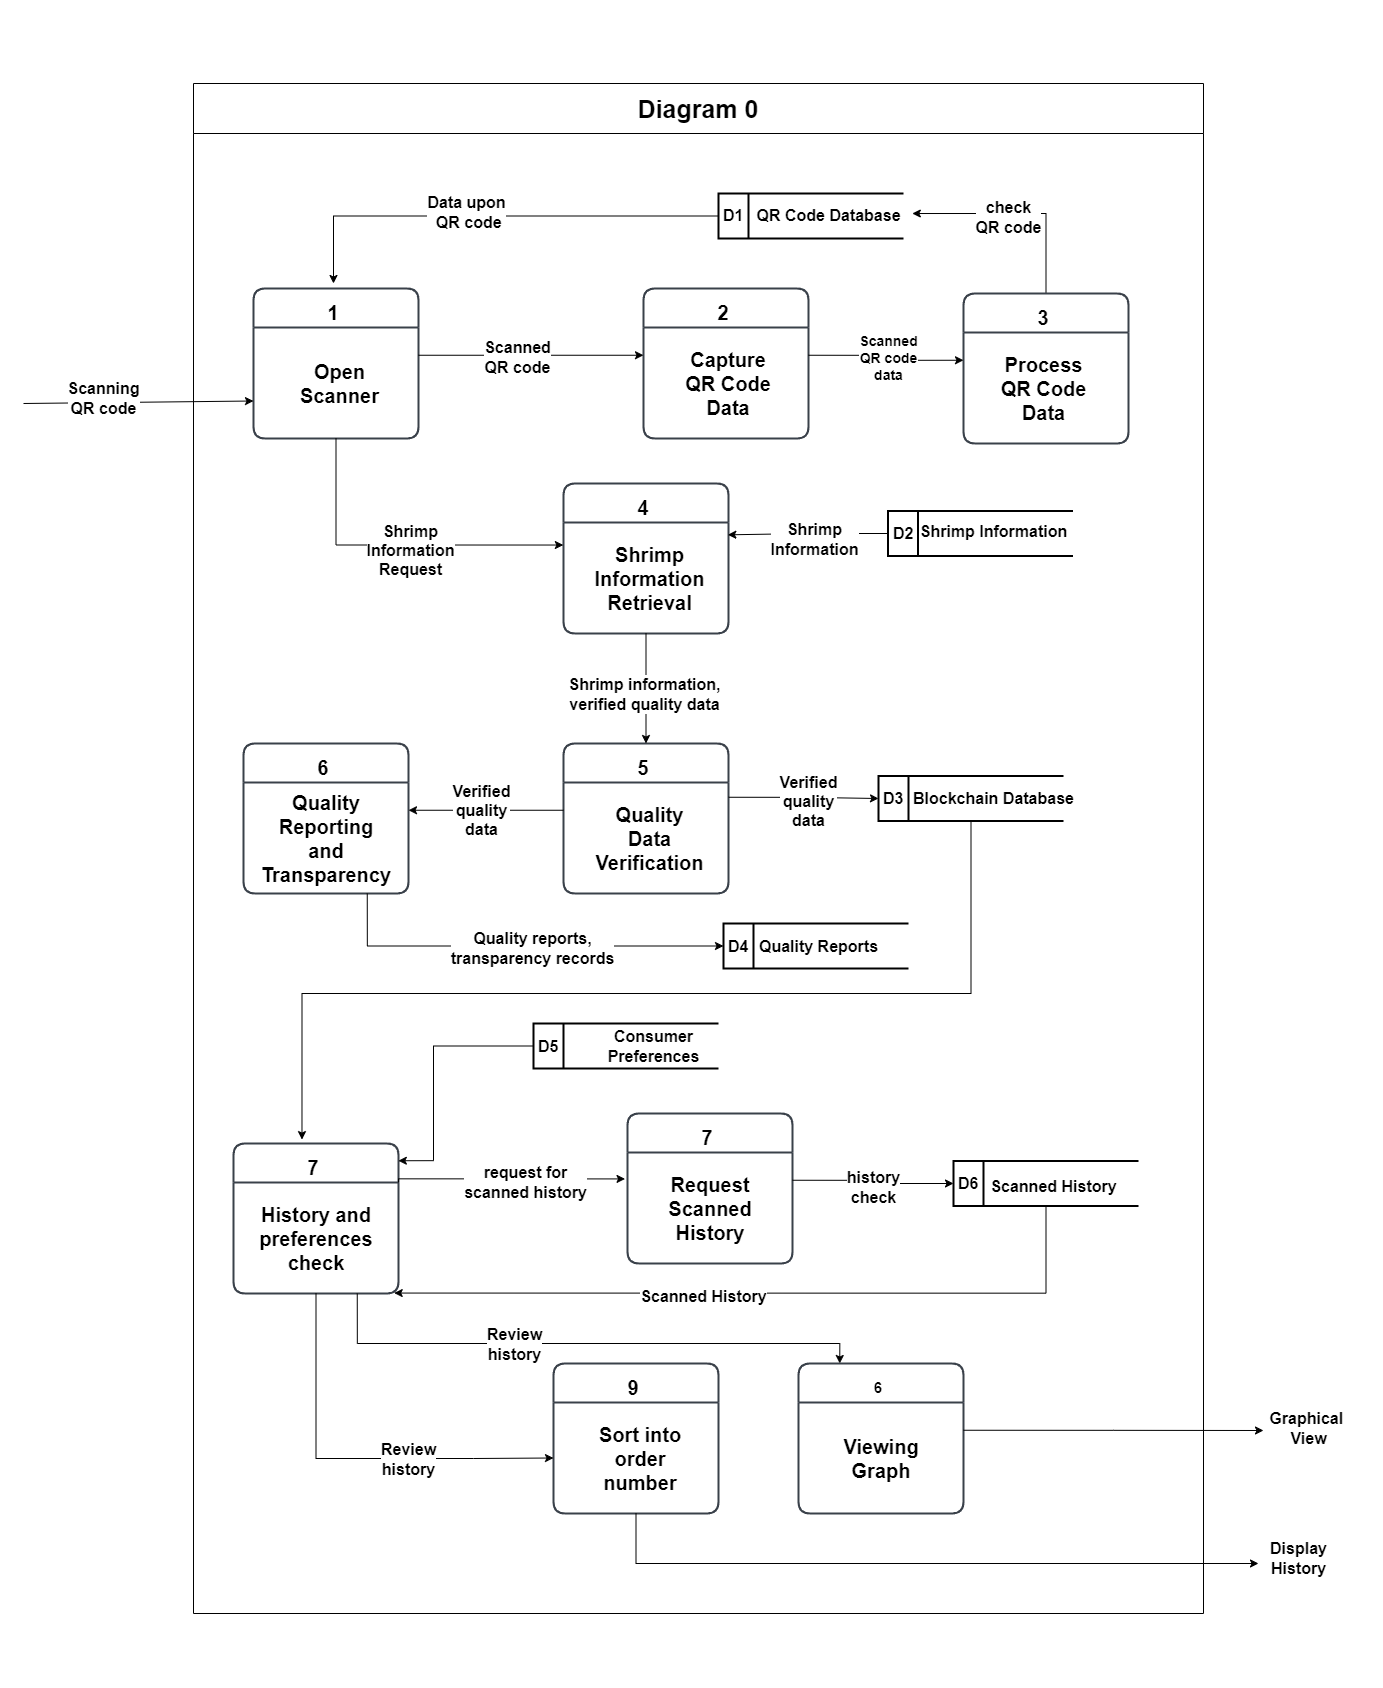 Diagram 0
Data upon
QR code
D1
QR Code Database
check
QR code
1
Open
Scanner
Scanned
QR code
2
Capture
QR Code
Data
Scanned
QR code
data
3
Process
QR Code
Data
Scanning
QR code
Shrimp
Information
Request
4
Shrimp
Information
Retrieval
Shrimp
Information
D2
Shrimp Information
Shrimp information,
verified quality data
6
Quality
Reporting
and
Transparency
Verified
quality
data
5
Quality
Data
Verification
Verified
quality
data
D3
Blockchain Database
Quality reports,
transparency records
D4
Quality Reports
D5
Consumer
Preferences
7
History and
preferences
check
request for
scanned history
7
Request
Scanned
History
history
check
D6
Scanned History
Scanned History
Review
history
Review
history
9
Sort into
order
number
6
Viewing
Graph
Graphical
View
Display
History